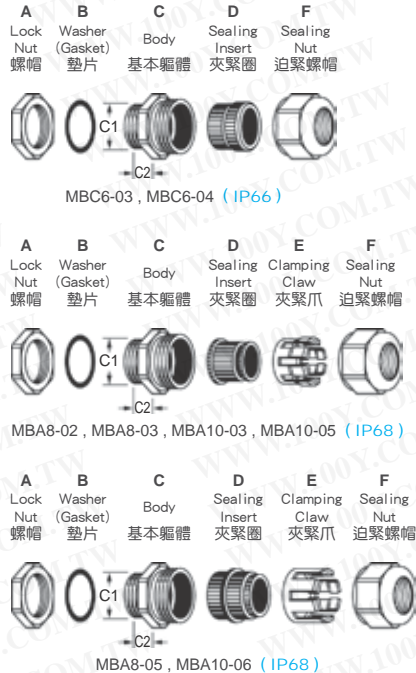 A B C D F
Lock Washer Body Sealing Sealing
Nut (Gasket) Insert Nut
螺帽 墊片 基本軀體 夾緊圈 迫緊螺帽
C1
C2
MBC6-03 , MBC6-04 ( IP66 )
A B C D E F
Lock Washer Body Sealing Clamping Sealing
Nut (Gasket) Insert Claw Nut
螺帽 墊片 基本軀體 夾緊圈 夾緊爪 迫緊螺帽
C1
C2
MBA8-02 , MBA8-03 , MBA10-03 , MBA10-05 ( IP68 )
A B C D E F
Lock Washer Body Sealing Clamping Sealing
Nut (Gasket) Insert Claw Nut
螺帽 墊片 基本軀體 夾緊圈 夾緊爪 迫緊螺帽
C1
C2
MBA8-05 , MBA10-06 ( IP68 )
WWW.100Y.COM.TW